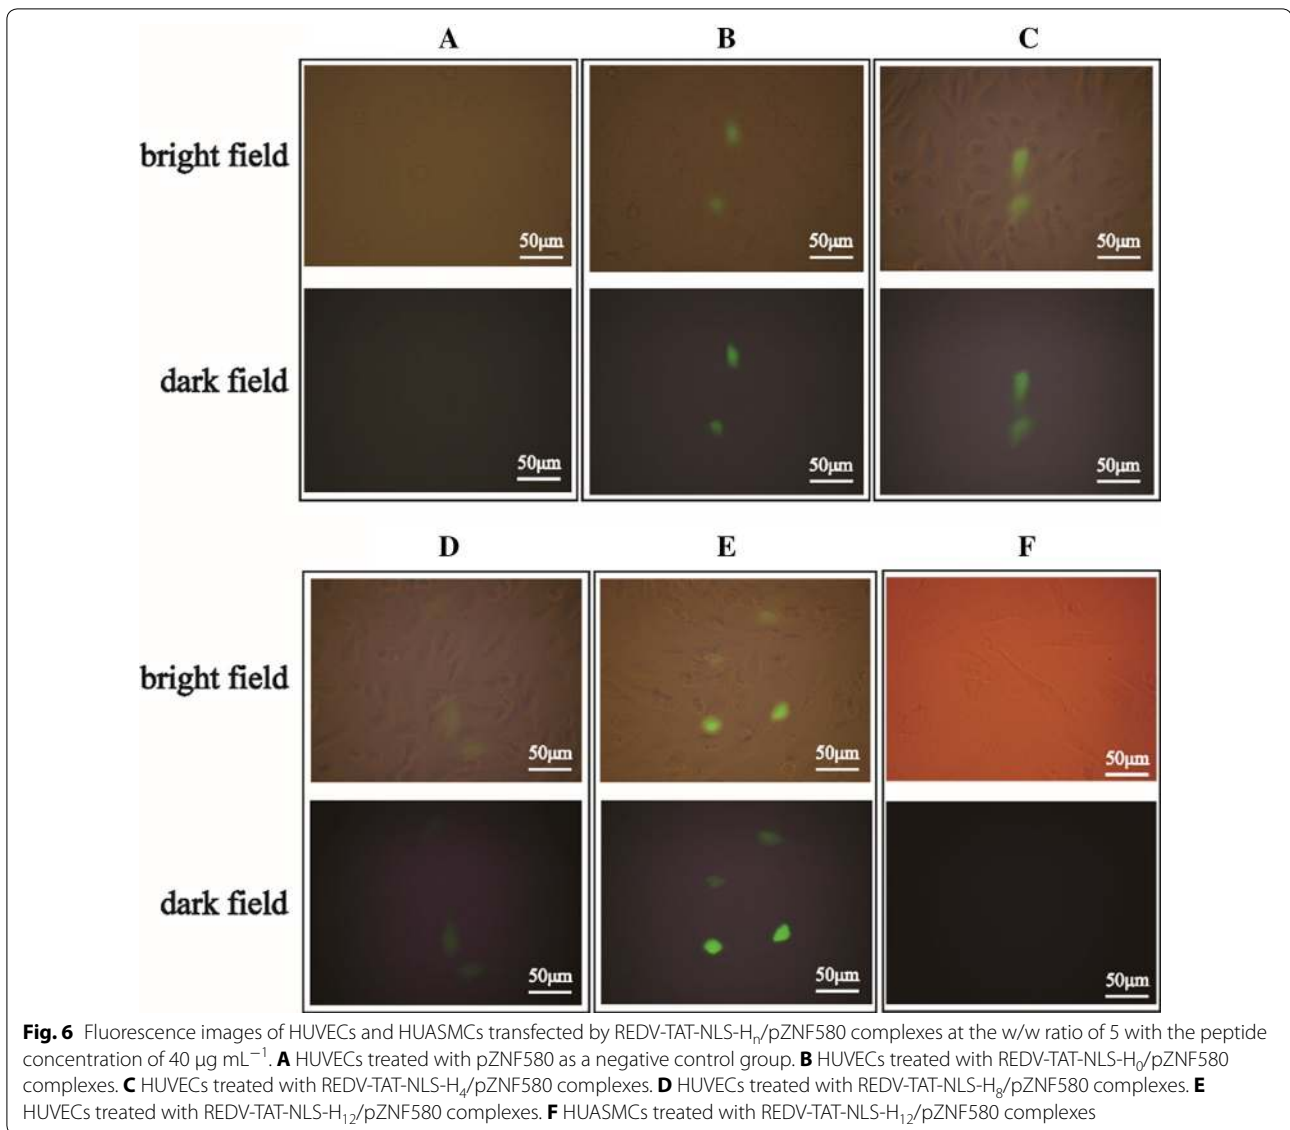 A B C
bright field
50μm 50μm 50μm
dark field
50μm 50μm 50μm
D E F
bright field
50μm 50μm 50μm
dark field
50μm 50μm 50μm
Fig. 6 Fluorescence images of HUVECs and HUASMCs transfected by REDV-TAT-NLS-Hₙ/pZNF580 complexes at the w/w ratio of 5 with the peptide
concentration of 40 μg mL⁻¹. A HUVECs treated with pZNF580 as a negative control group. B HUVECs treated with REDV-TAT-NLS-H₀/pZNF580
complexes. C HUVECs treated with REDV-TAT-NLS-H₄/pZNF580 complexes. D HUVECs treated with REDV-TAT-NLS-H₈/pZNF580 complexes. E
HUVECs treated with REDV-TAT-NLS-H₁₂/pZNF580 complexes. F HUASMCs treated with REDV-TAT-NLS-H₁₂/pZNF580 complexes